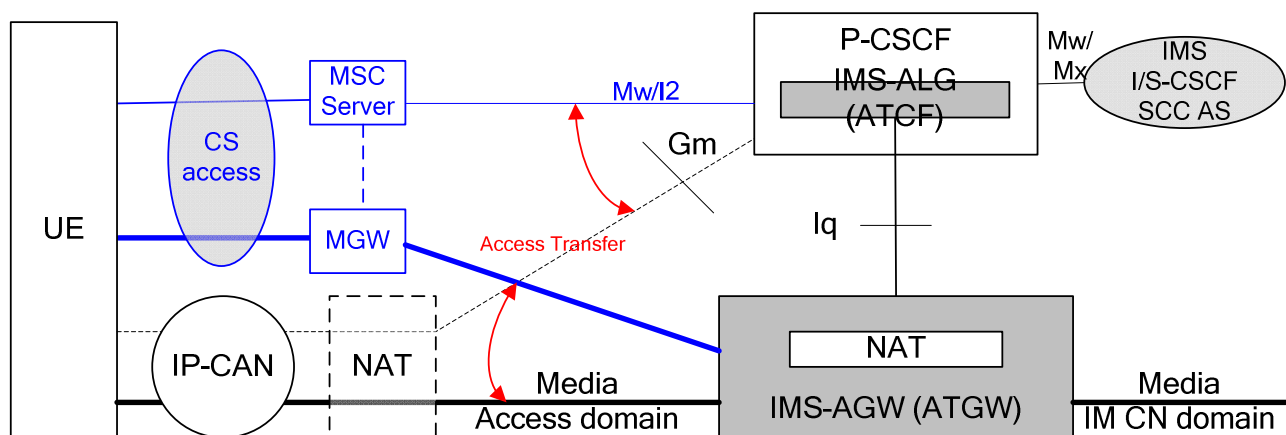 UE
CS
access
MSC
Server
MGW
IP-CAN
NAT
Mw/I2
Gm
Access Transfer
P-CSCF
IMS-ALG
(ATCF)
Mw/
Mx
IMS
I/S-CSCF
SCC AS
Iq
NAT
IMS-AGW (ATGW)
Media
Access domain
Media
IM CN domain